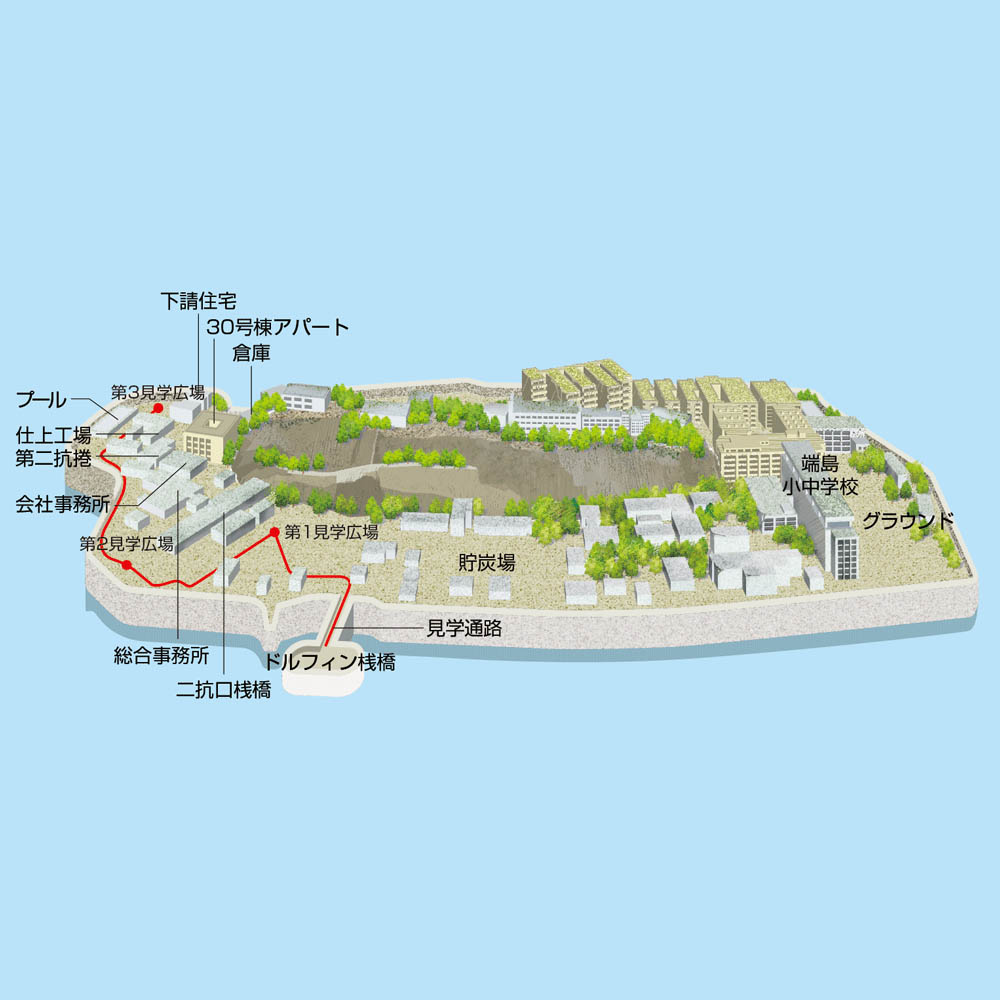 下請住宅
30号棟アパート
倉庫
プール
第3見学広場
仕上工場
第二抗捲
会社事務所
第2見学広場
第1見学広場
端島
小中学校
グラウンド
貯炭場
見学通路
総合事務所
ドルフィン桟橋
二抗口桟橋